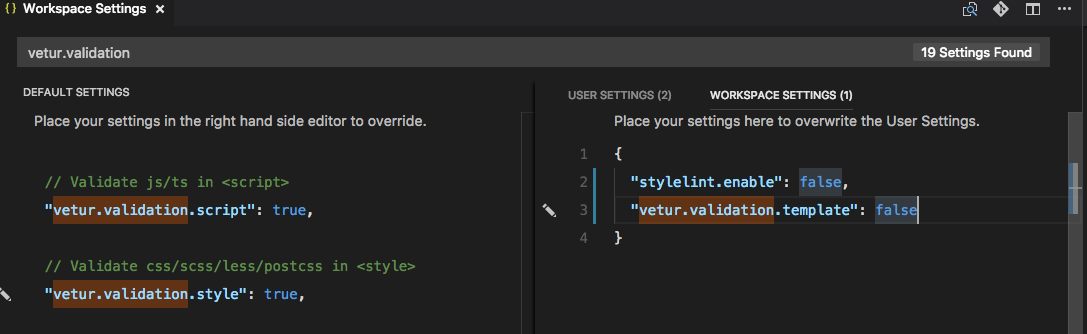 { } Workspace Settings ×
vetur.validation
19 Settings Found
DEFAULT SETTINGS
Place your settings in the right hand side editor to override.
// Validate js/ts in <script>
"vetur.validation.script": true,
// Validate css/scss/less/postcss in <style>
"vetur.validation.style": true,
USER SETTINGS (2)
WORKSPACE SETTINGS (1)
Place your settings here to overwrite the User Settings.
1 {
2 "stylelint.enable": false,
3 "vetur.validation.template": false
4 }